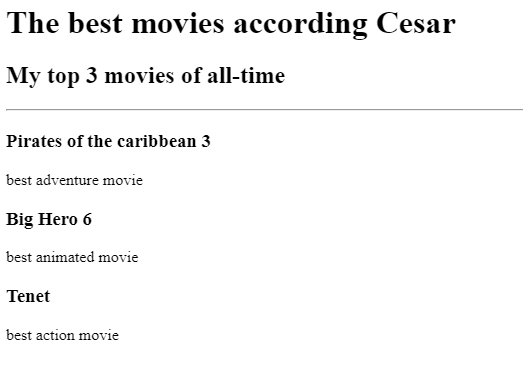 The best movies according Cesar
My top 3 movies of all-time
Pirates of the caribbean 3
best adventure movie
Big Hero 6
best animated movie
Tenet
best action movie